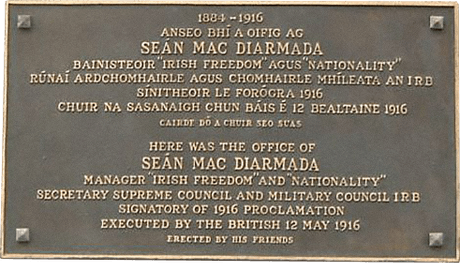 1884-1916
ANSEO BHÍ A OIFIG AG
SEÁN MAC DIARMADA
BAINISTEOIR "IRISH FREEDOM" AGUS "NATIONALITY"
RÚNAÍ ARDCHOMHAIRLE AGUS CHOMHAIRLE MHÍLEATA AN IRB
SÍNITHEOIR LE FORÓGRA 1916
CHUIR NA SASANAIGH CHUN BÁIS É 12 BEALTAINE 1916
CAIRDE DÓ A CHUIR SEO SUAS
HERE WAS THE OFFICE OF
SEÁN MAC DIARMADA
MANAGER "IRISH FREEDOM" AND "NATIONALITY"
SECRETARY SUPREME COUNCIL AND MILITARY COUNCIL IRB
SIGNATORY OF 1916 PROCLAMATION
EXECUTED BY THE BRITISH 12 MAY 1916
ERECTED BY HIS FRIENDS